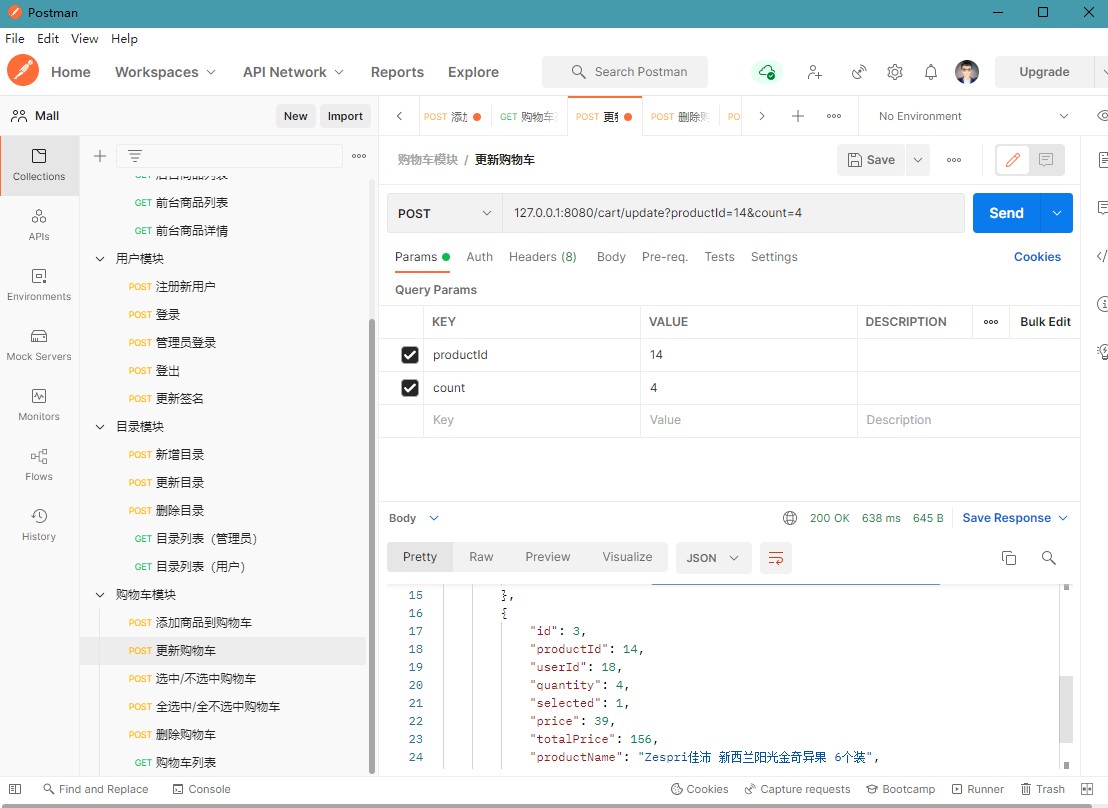 Postman
File Edit View Help
Home Workspaces API Network Reports Explore Search Postman Upgrade
Mall New Import
POST 添加 GET 购物车 POST 更新 POST 删除购 PO No Environment
Collections
APIs
Environments
Mock Servers
Monitors
Flows
History
GET 后台商品列表
GET 前台商品列表
GET 前台商品详情
用户模块
POST 注册新用户
POST 登录
POST 管理员登录
POST 登出
POST 更新签名
目录模块
POST 新增目录
POST 更新目录
POST 删除目录
GET 目录列表（管理员）
GET 目录列表（用户）
购物车模块
POST 添加商品到购物车
POST 更新购物车
POST 选中/不选中购物车
POST 全选中/全不选中购物车
POST 删除购物车
GET 购物车列表
购物车模块 / 更新购物车 Save
POST 127.0.0.1:8080/cart/update?productId=14&count=4 Send
Params Auth Headers (8) Body Pre-req. Tests Settings Cookies
Query Params
KEY VALUE DESCRIPTION Bulk Edit
productId 14
count 4
Key Value Description
Body 200 OK 638 ms 645 B Save Response
Pretty Raw Preview Visualize JSON
15 },
16 {
17 "id": 3,
18 "productId": 14,
19 "userId": 18,
20 "quantity": 4,
21 "selected": 1,
22 "price": 39,
23 "totalPrice": 156,
24 "productName": "Zespri佳沛 新西兰阳光金奇异果 6个装",
Find and Replace Console Cookies Capture requests Bootcamp Runner Trash